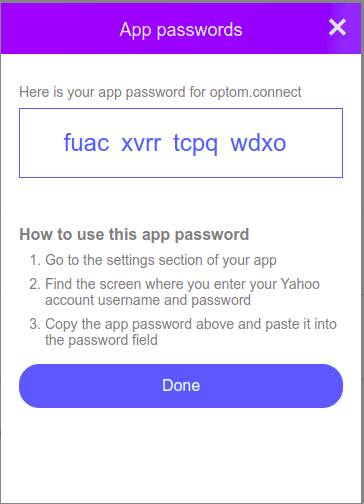 App passwords
Here is your app password for optom.connect
fuac xvrr tcpq wdxo
How to use this app password
1. Go to the settings section of your app
2. Find the screen where you enter your Yahoo
account username and password
3. Copy the app password above and paste it into
the password field
Done